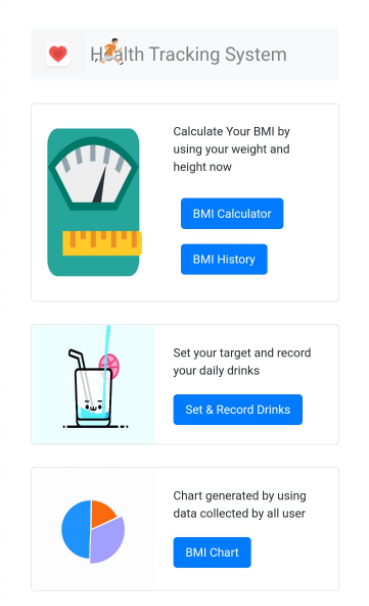 Health Tracking System
Calculate Your BMI by
using your weight and
height now
BMI Calculator
BMI History
Set your target and record
your daily drinks
Set & Record Drinks
Chart generated by using
data collected by all user
BMI Chart